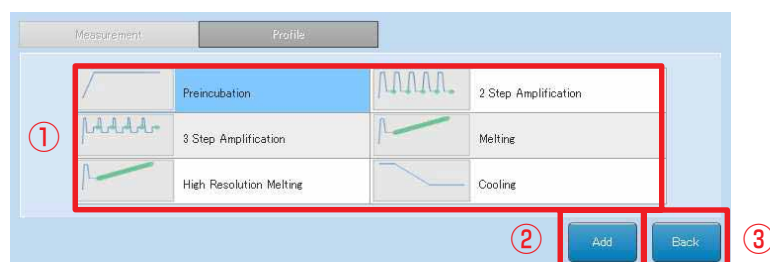 Measurement Profile
Preincubation 2 Step Amplification
① 3 Step Amplification Melting
High Resolution Melting Cooling
② Add Back ③